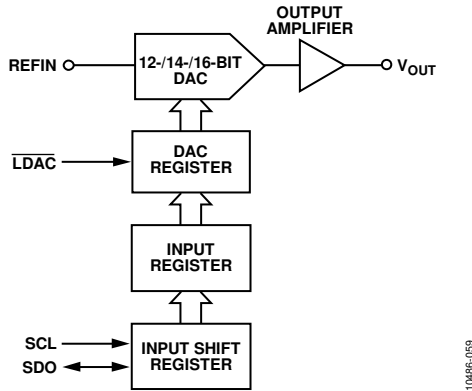 OUTPUT
AMPLIFIER
REFIN
12-/14-/16-BIT
DAC
VOUT
LDAC
DAC
REGISTER
INPUT
REGISTER
SCL
SDO
INPUT SHIFT
REGISTER
10486-059